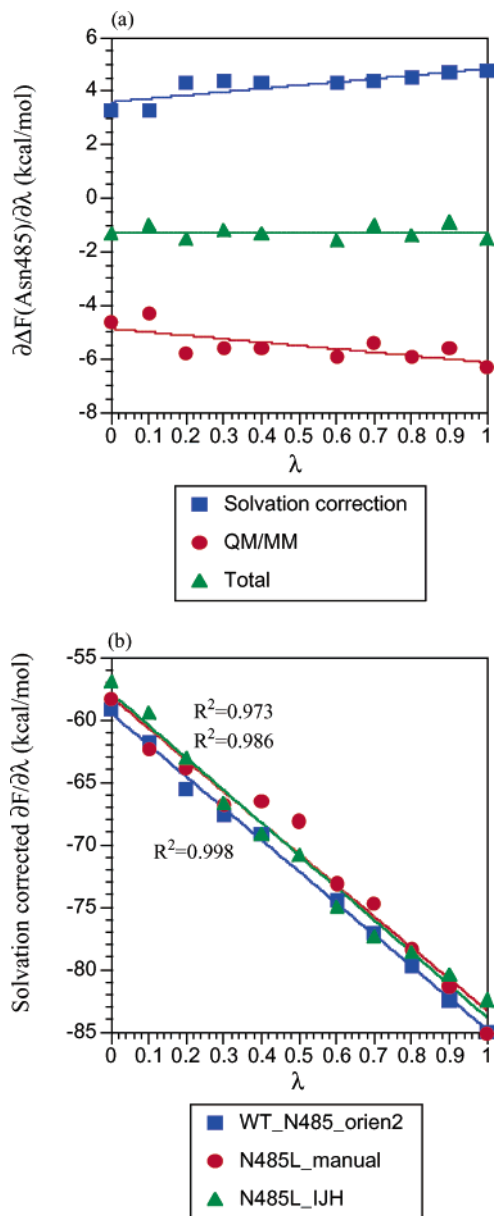 (a)
6
4
2
0
-2
-4
-6
-8
∂ΔF(Asn485)/∂λ (kcal/mol)
0 0.1 0.2 0.3 0.4 0.5 0.6 0.7 0.8 0.9 1
λ
Solvation correction
QM/MM
Total
(b)
-55
-60
-65
-70
-75
-80
-85
Solvation corrected ∂F/∂λ (kcal/mol)
R²=0.973
R²=0.986
R²=0.998
0 0.1 0.2 0.3 0.4 0.5 0.6 0.7 0.8 0.9 1
λ
WT_N485_orien2
N485L_manual
N485L_IJH